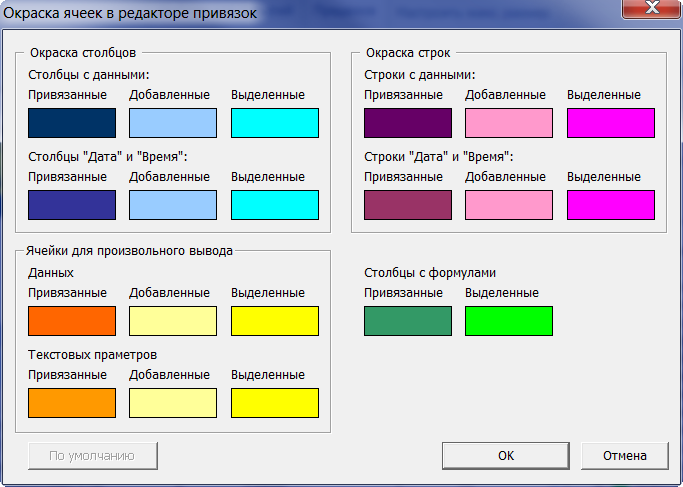 Окраска ячеек в редакторе привязок
Окраска столбцов
Столбцы с данными:
Привязанные Добавленные Выделенные
Столбцы "Дата" и "Время":
Привязанные Добавленные Выделенные
Окраска строк
Строки с данными:
Привязанные Добавленные Выделенные
Строки "Дата" и "Время":
Привязанные Добавленные Выделенные
Ячейки для произвольного вывода
Данных
Привязанные Добавленные Выделенные
Текстовых праметров
Привязанные Добавленные Выделенные
Столбцы с формулами
Привязанные Выделенные
По умолчанию
OK
Отмена